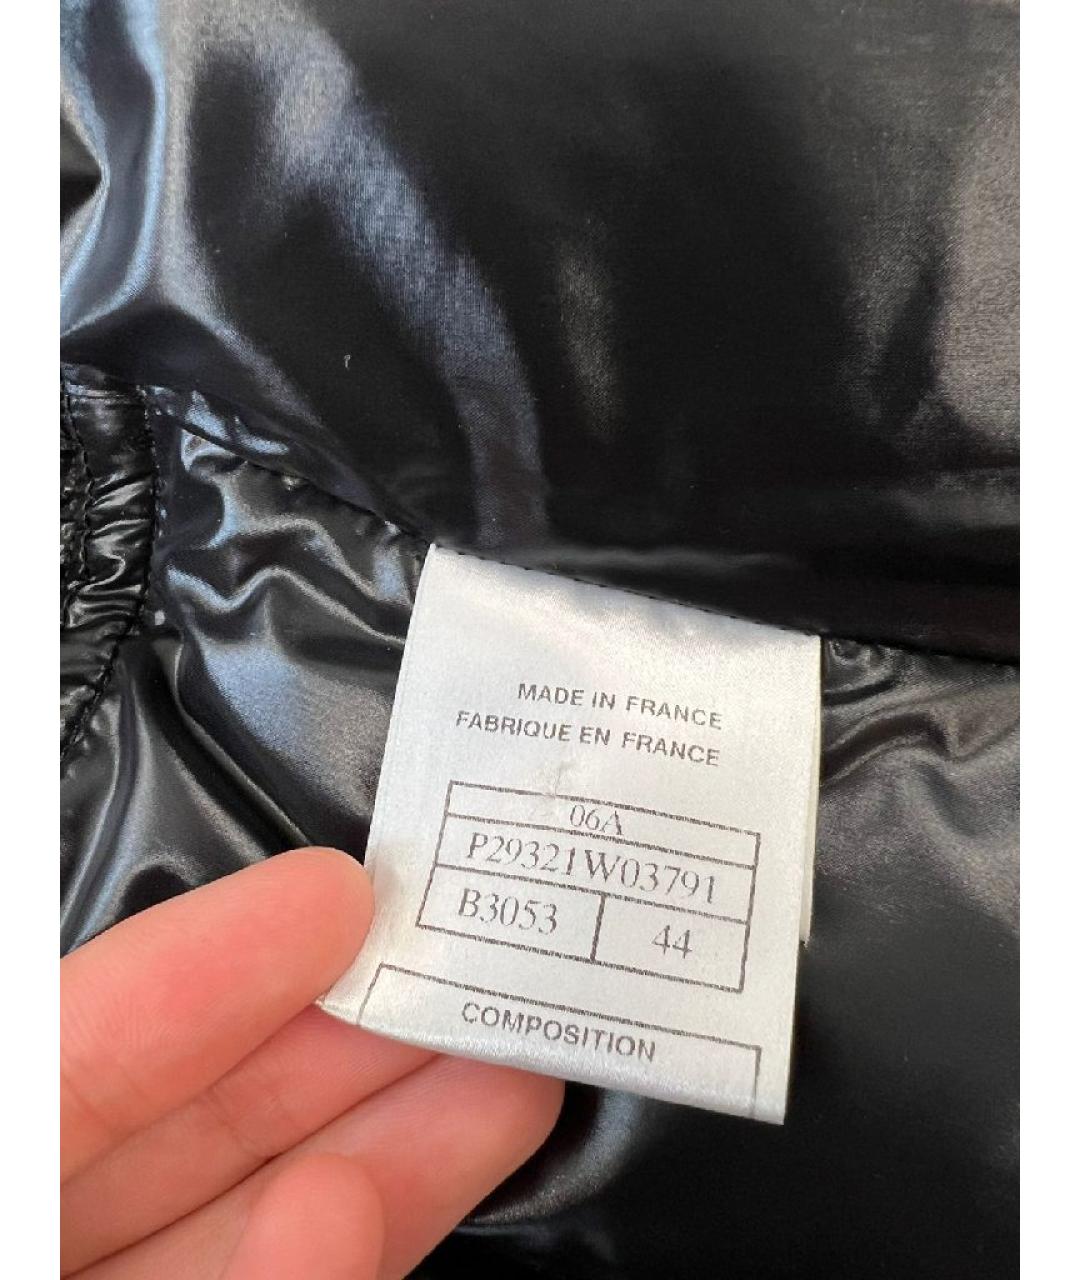 MADE IN FRANCE
FABRIQUE EN FRANCE
06A
P29321W03791
B3053 44
COMPOSITION